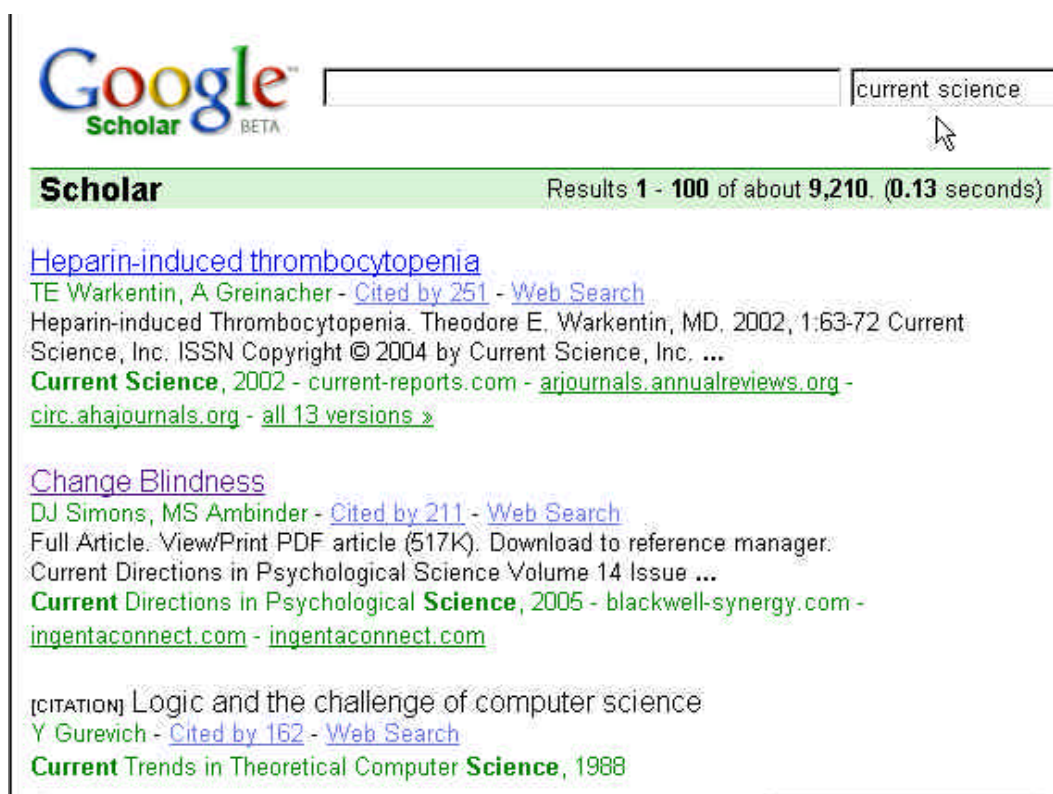 Google™
Scholar BETA
current science
Scholar Results 1 - 100 of about 9,210. (0.13 seconds)
Heparin-induced thrombocytopenia
TE Warkentin, A Greinacher - Cited by 251 - Web Search
Heparin-induced Thrombocytopenia. Theodore E. Warkentin, MD. 2002, 1:63-72 Current
Science, Inc. ISSN Copyright © 2004 by Current Science, Inc. ...
Current Science, 2002 - current-reports.com - arjournals.annualreviews.org -
circ.ahajournals.org - all 13 versions »
Change Blindness
DJ Simons, MS Ambinder - Cited by 211 - Web Search
Full Article. View/Print PDF article (517K). Download to reference manager.
Current Directions in Psychological Science Volume 14 Issue ...
Current Directions in Psychological Science, 2005 - blackwell-synergy.com -
ingentaconnect.com - ingentaconnect.com
[CITATION] Logic and the challenge of computer science
Y Gurevich - Cited by 162 - Web Search
Current Trends in Theoretical Computer Science, 1988